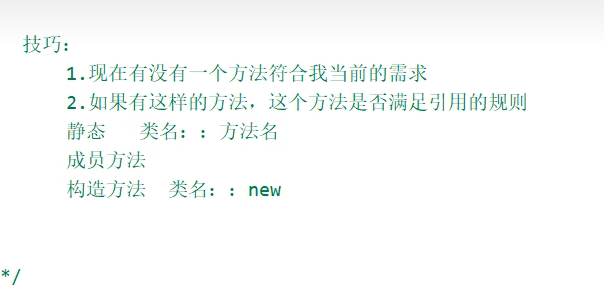 技巧：
1.现在有没有一个方法符合我当前的需求
2.如果有这样的方法，这个方法是否满足引用的规则
静态 类名：：方法名
成员方法
构造方法 类名：：new
*/